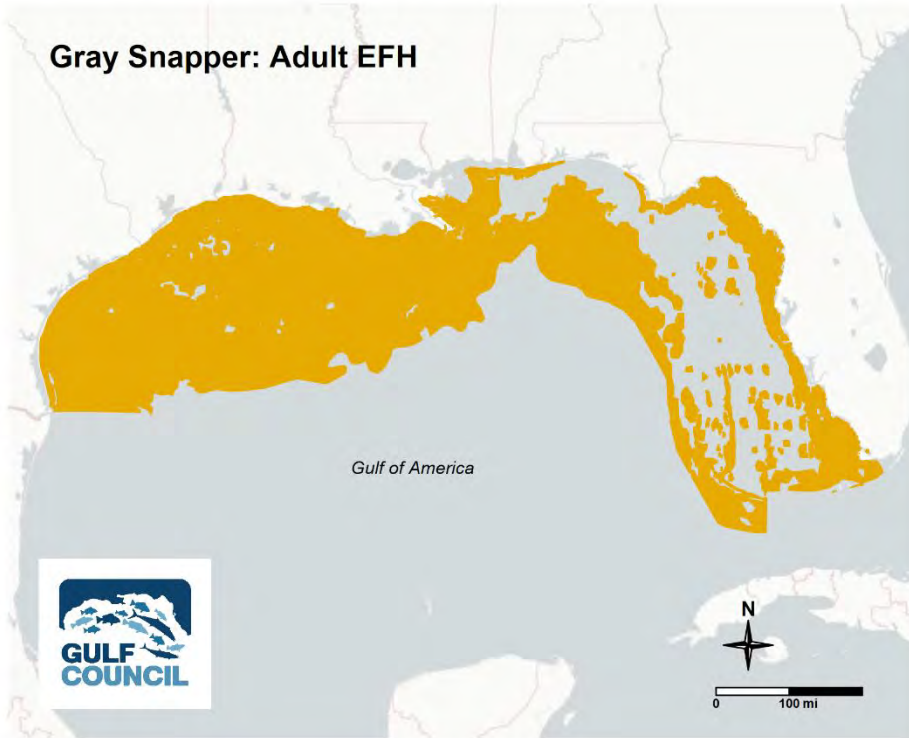 Gray Snapper: Adult EFH
Gulf of America
GULF
COUNCIL
N
0 100 mi